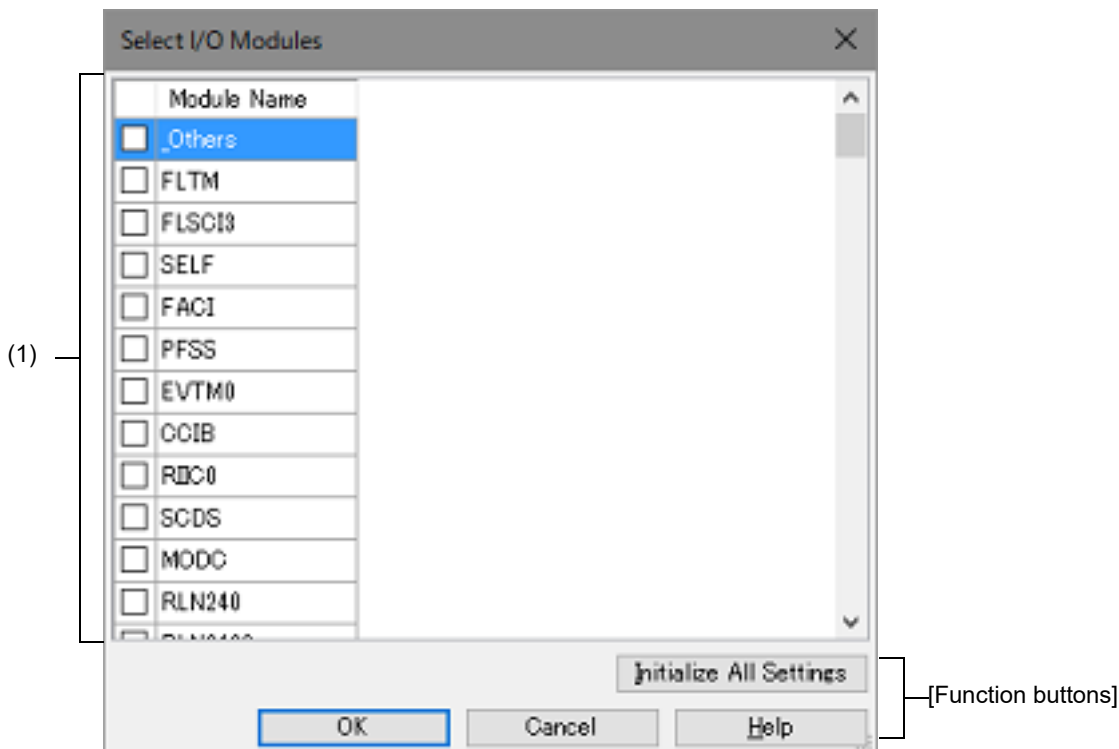 Select I/O Modules
Module Name
_Others
FLTM
FLSCI3
SELF
FACI
PFSS
EVTM0
CCIB
RIIC0
SCDS
MODC
RLN240
(1)
Initialize All Settings
[Function buttons]
OK
Cancel
Help